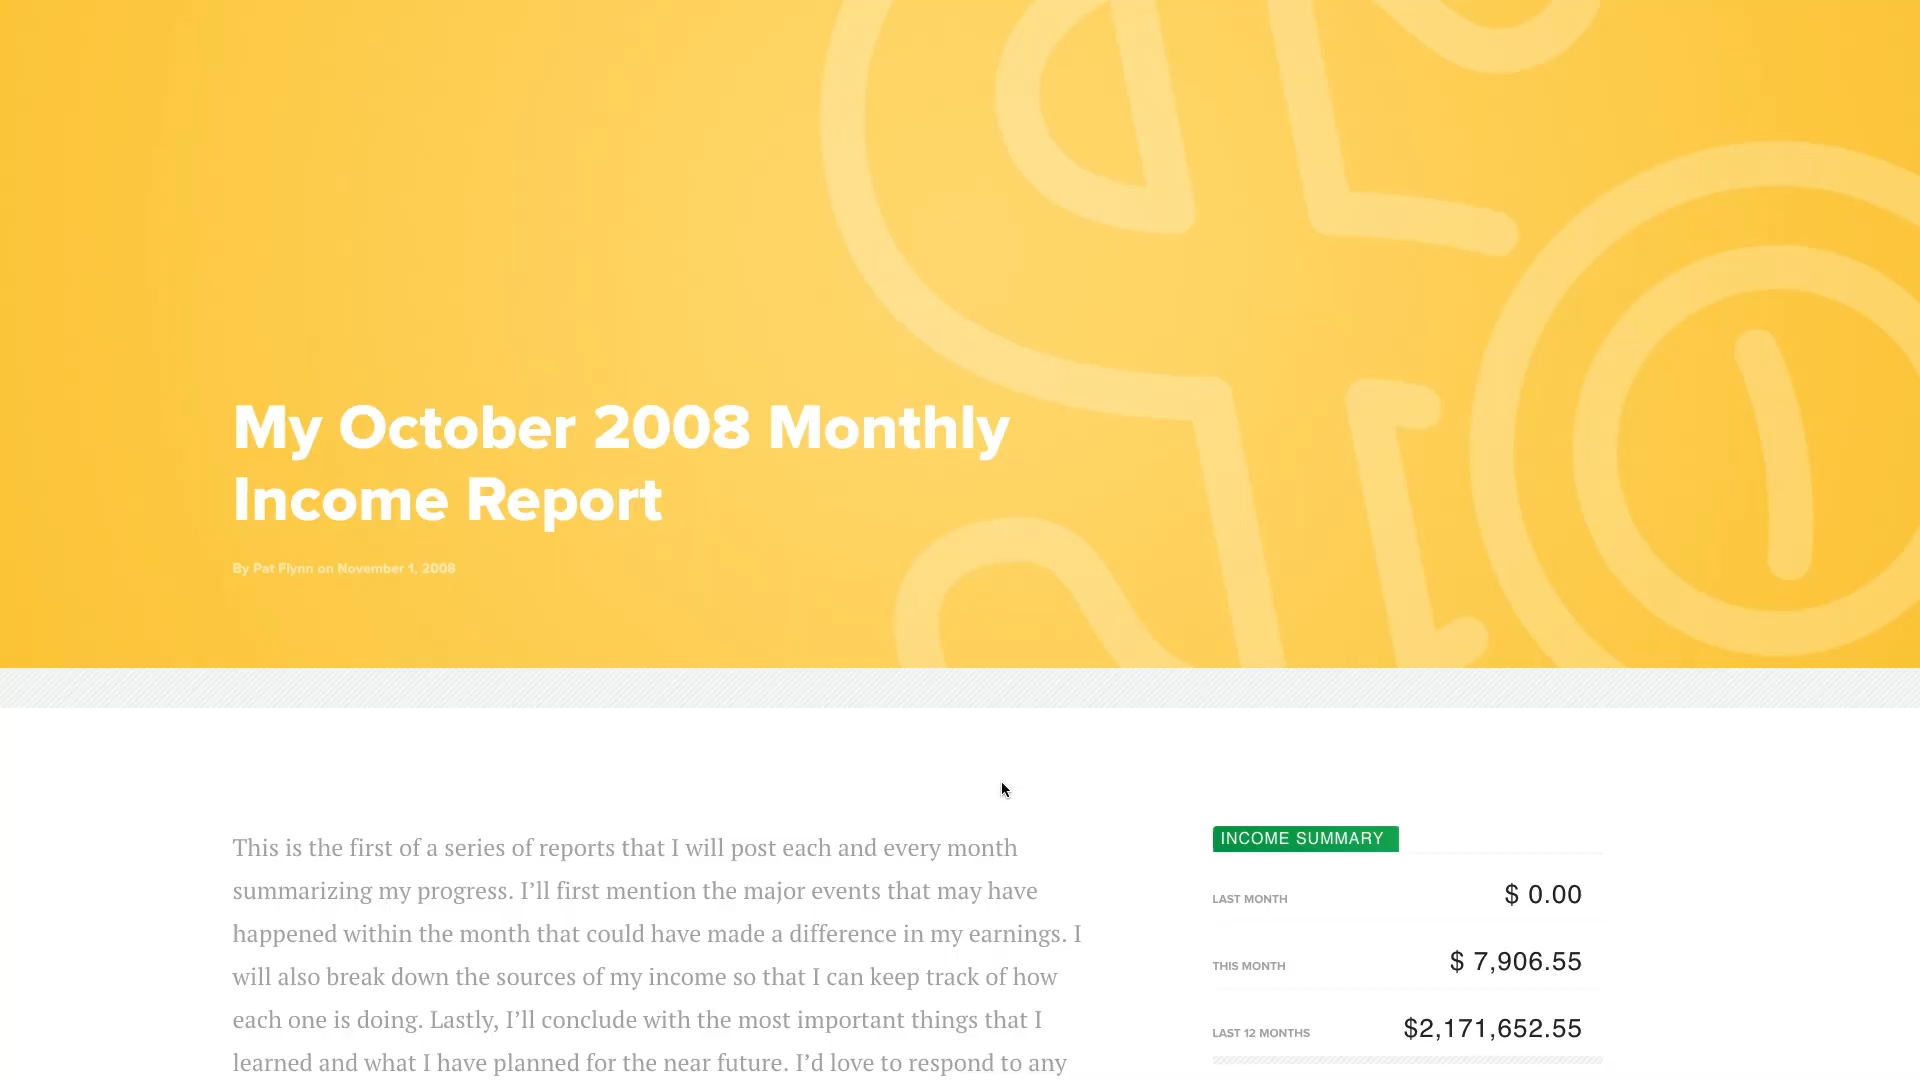 My October 2008 Monthly
Income Report
By Pat Flynn on November 1, 2008
This is the first of a series of reports that I will post each and every month
summarizing my progress. I’ll first mention the major events that may have
happened within the month that could have made a difference in my earnings. I
will also break down the sources of my income so that I can keep track of how
each one is doing. Lastly, I’ll conclude with the most important things that I
learned and what I have planned for the near future. I’d love to respond to any
INCOME SUMMARY
LAST MONTH $ 0.00
THIS MONTH $ 7,906.55
LAST 12 MONTHS $2,171,652.55